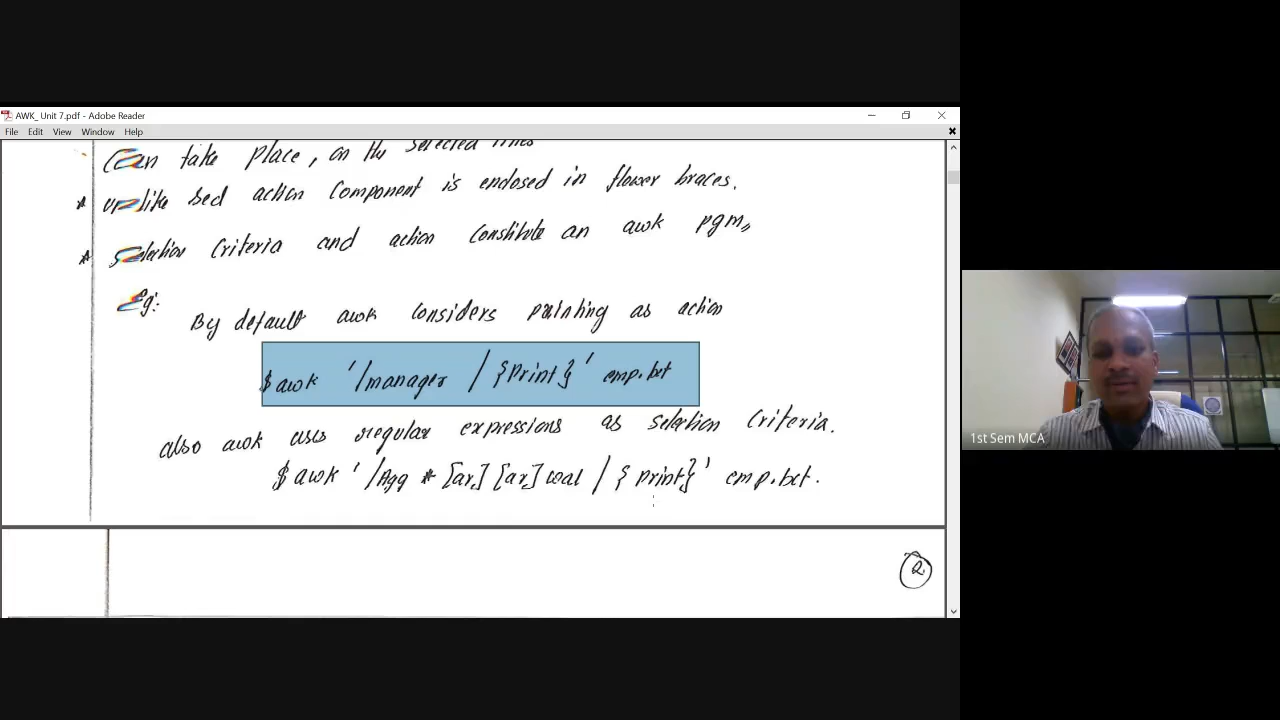 AWK_ Unit 7.pdf - Adobe Reader
File Edit View Window Help
Can take place, on the selected lines
* unlike sed action component is enclosed in flower braces.
* Selection Criteria and action constitute an awk pgm,,
Eg:
By default awk considers printing as action
$ awk '/manager / {print}' emp.txt
also awk uses regular expressions as selection criteria.
$ awk '/Agg * [ar] [ar] wal / { print}' emp.txt.
2
1st Sem MCA